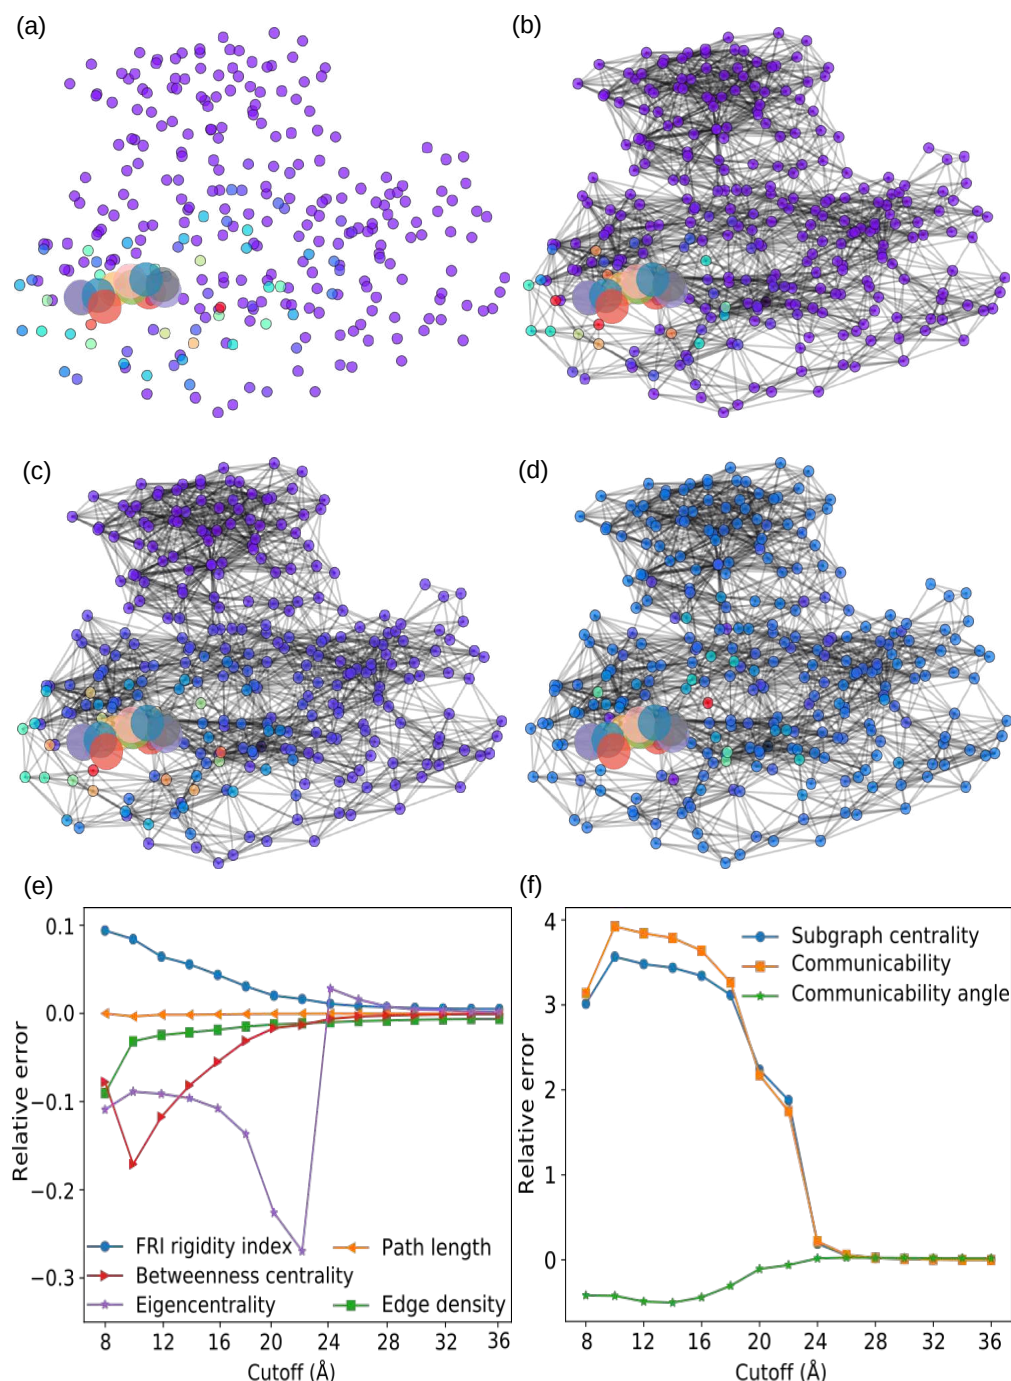 (a)
(b)
(c)
(d)
(e)
(f)
0.1
0.0
−0.1
−0.2
−0.3
Relative error
FRI rigidity index
Betweenness centrality
Eigencentrality
Path length
Edge density
8 12 16 20 24 28 32 36
Cutoff (Å)
4
3
2
1
0
Relative error
Subgraph centrality
Communicability
Communicability angle
8 12 16 20 24 28 32 36
Cutoff (Å)